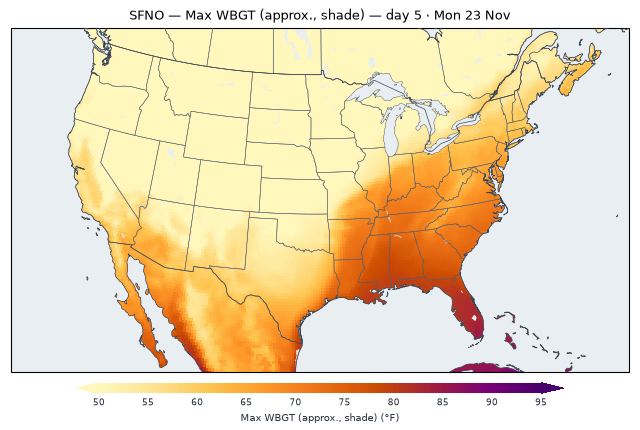 SFNO — Max WBGT (approx., shade) — day 5 · Mon 23 Nov
50 55 60 65 70 75 80 85 90 95
Max WBGT (approx., shade) (°F)